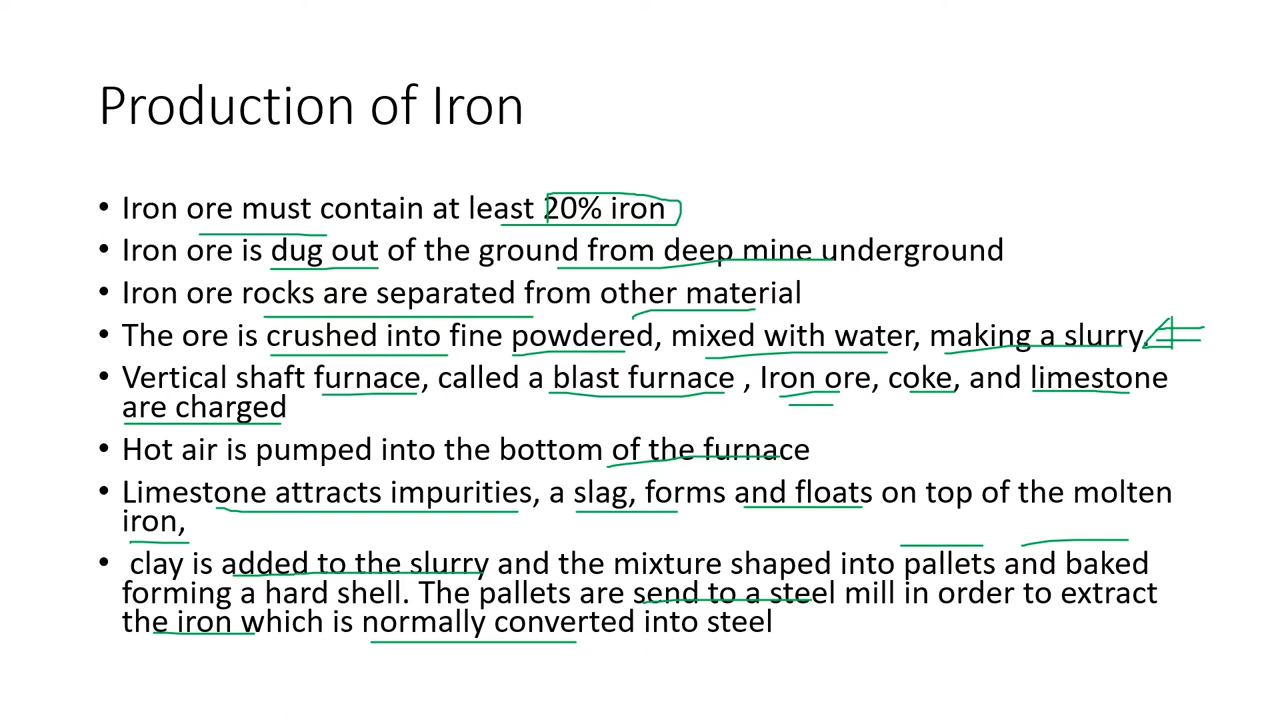 Production of Iron
• Iron ore must contain at least 20% iron
• Iron ore is dug out of the ground from deep mine underground
• Iron ore rocks are separated from other material
• The ore is crushed into fine powdered, mixed with water, making a slurry.
• Vertical shaft furnace, called a blast furnace , Iron ore, coke, and limestone
are charged
• Hot air is pumped into the bottom of the furnace
• Limestone attracts impurities, a slag, forms and floats on top of the molten
iron,
• clay is added to the slurry and the mixture shaped into pallets and baked
forming a hard shell. The pallets are send to a steel mill in order to extract
the iron which is normally converted into steel